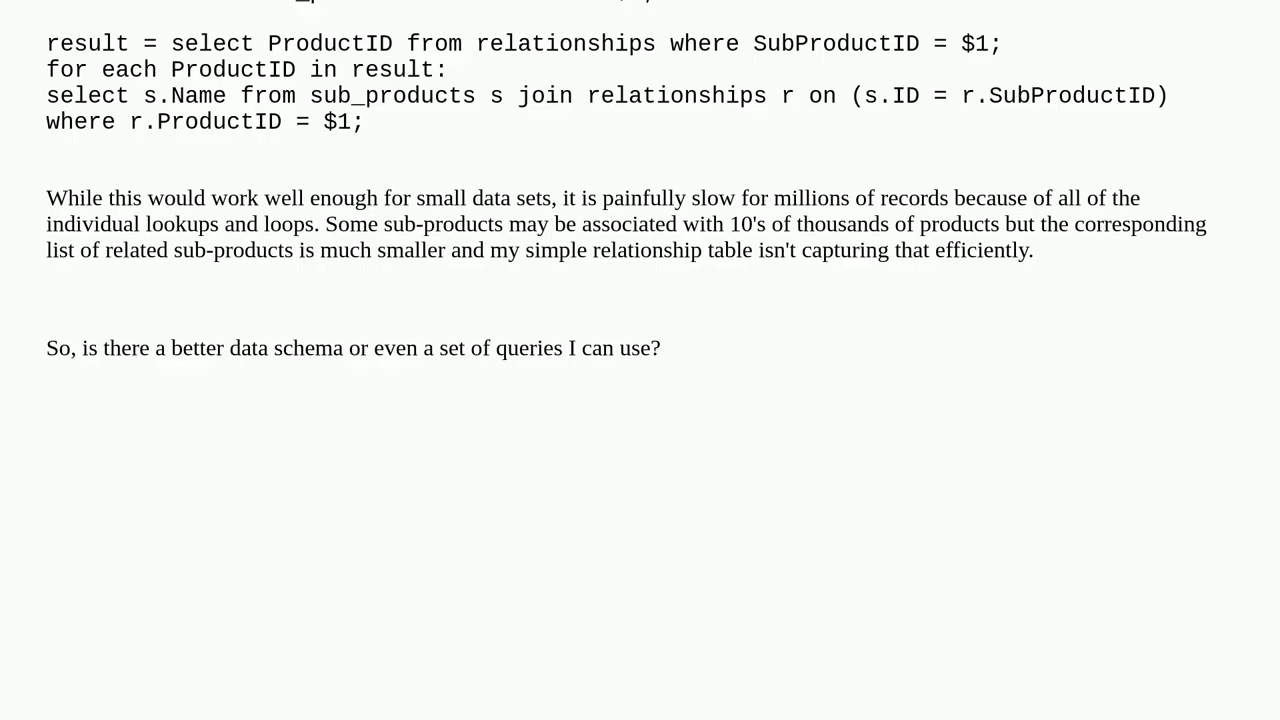 result = select ProductID from relationships where SubProductID = $1;
for each ProductID in result:
select s.Name from sub_products s join relationships r on (s.ID = r.SubProductID)
where r.ProductID = $1;
While this would work well enough for small data sets, it is painfully slow for millions of records because of all of the
individual lookups and loops. Some sub-products may be associated with 10's of thousands of products but the corresponding
list of related sub-products is much smaller and my simple relationship table isn't capturing that efficiently.
So, is there a better data schema or even a set of queries I can use?